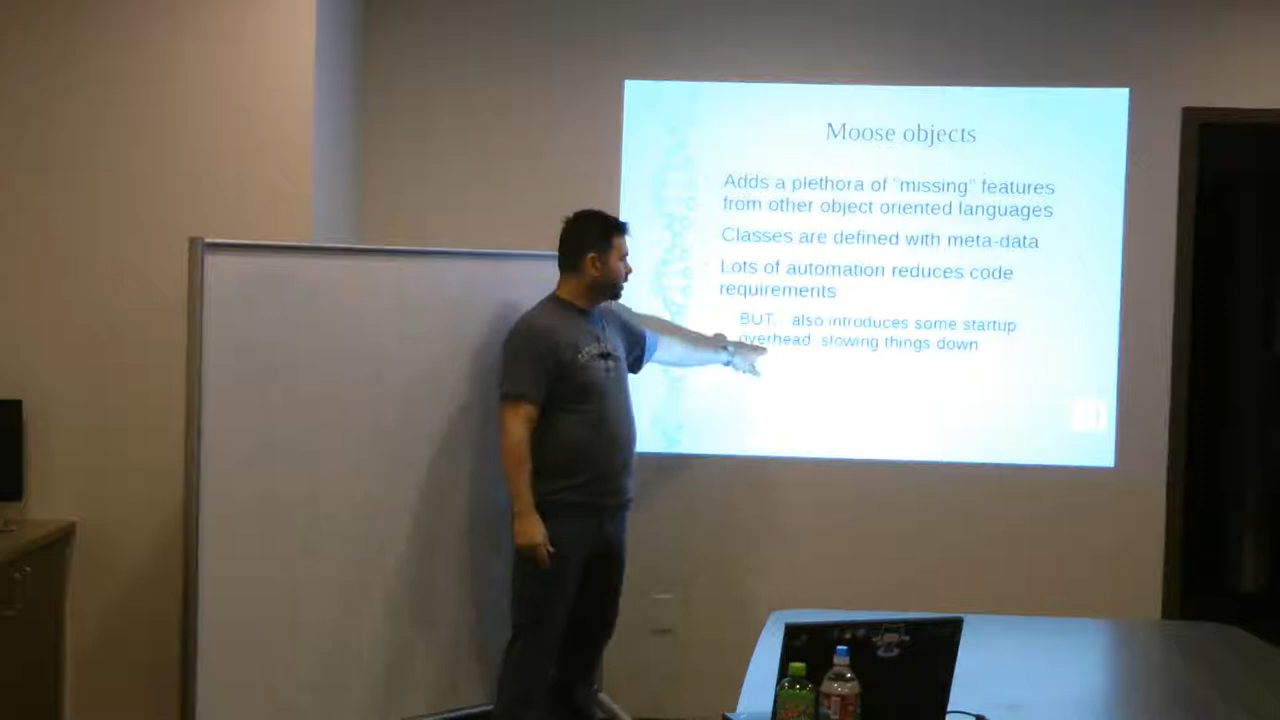 Moose objects
Adds a plethora of "missing" features
from other object oriented languages
Classes are defined with meta-data
Lots of automation reduces code
requirements
BUT... also introduces some startup
overhead, slowing things down